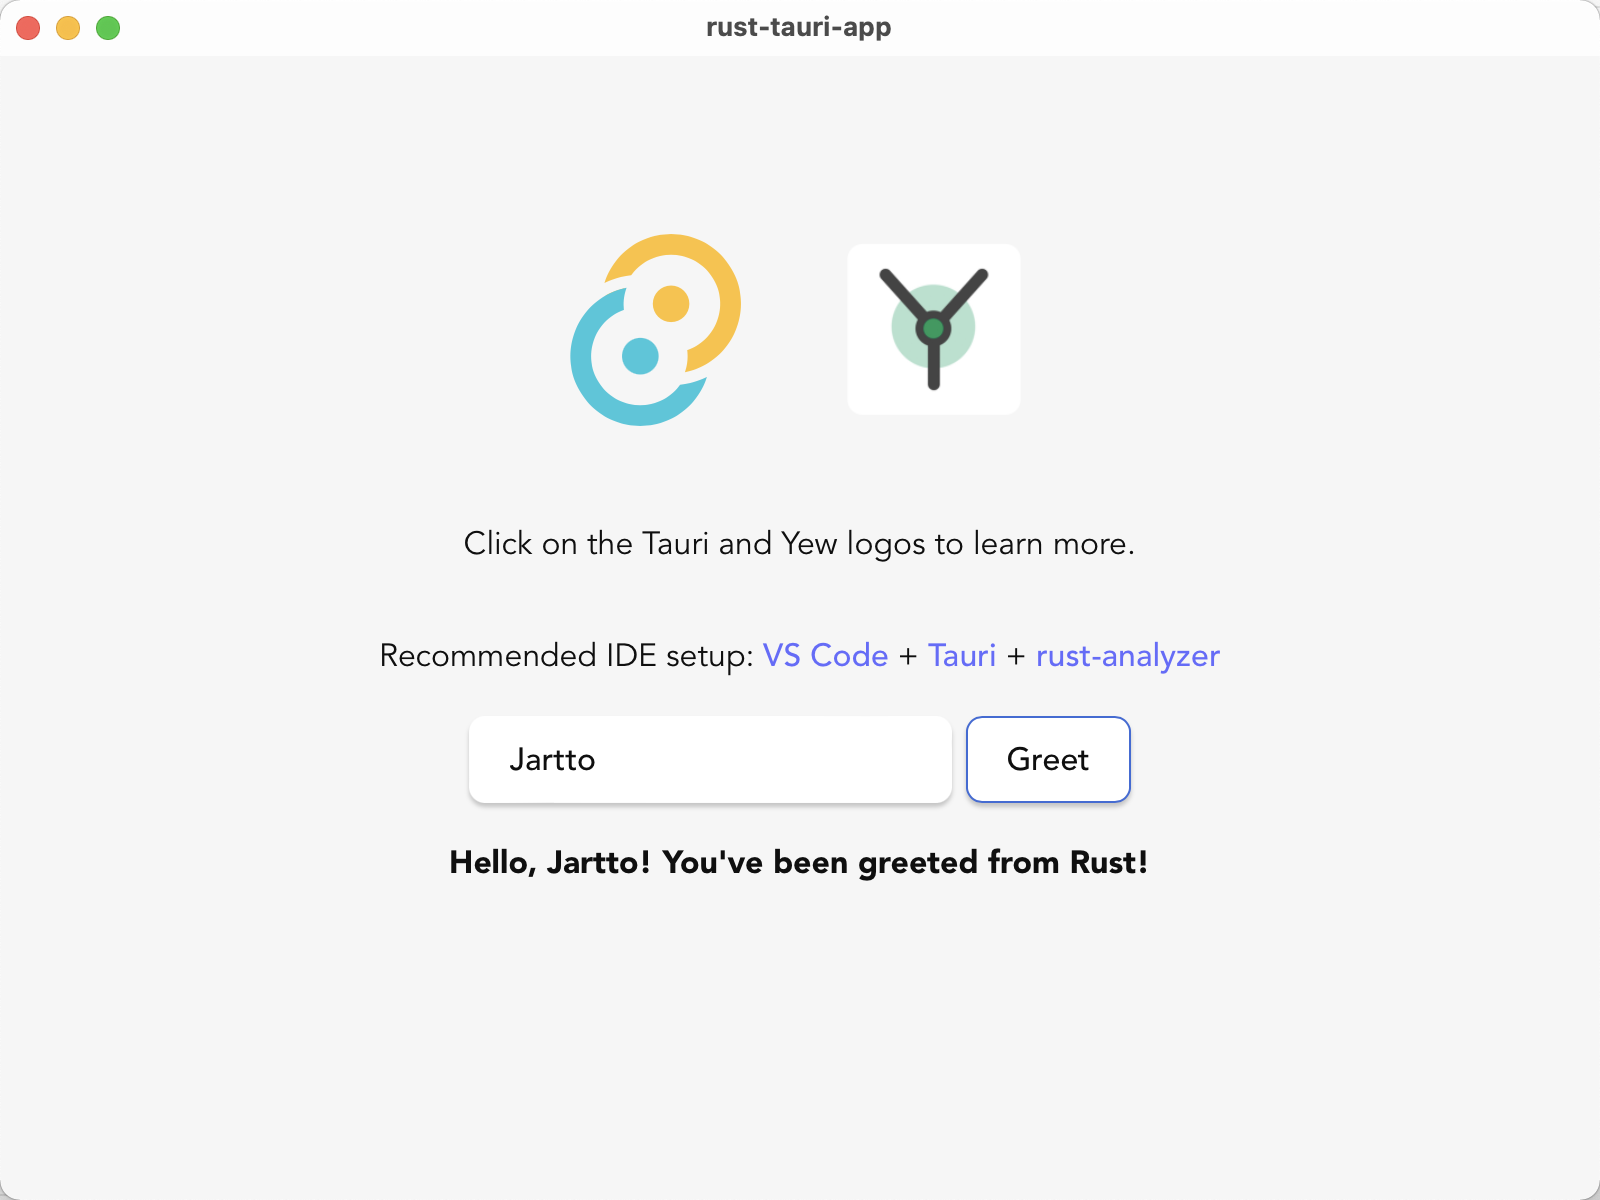 rust-tauri-app
Click on the Tauri and Yew logos to learn more.
Recommended IDE setup: VS Code + Tauri + rust-analyzer
Jartto
Greet
Hello, Jartto! You've been greeted from Rust!